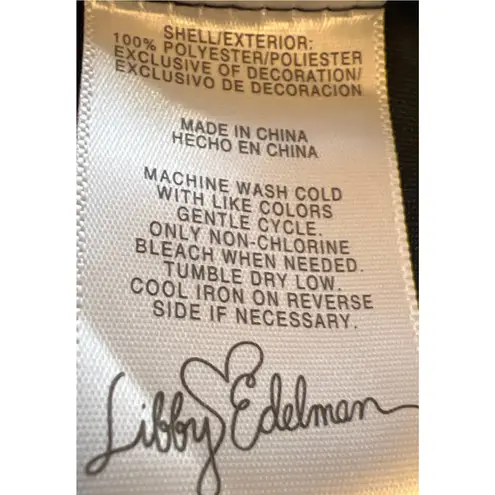 SHELL/EXTERIOR:
100% POLYESTER/POLIESTER
EXCLUSIVE OF DECORATION/
EXCLUSIVO DE DECORACION
MADE IN CHINA
HECHO EN CHINA
MACHINE WASH COLD
WITH LIKE COLORS
GENTLE CYCLE.
ONLY NON-CHLORINE
BLEACH WHEN NEEDED.
TUMBLE DRY LOW.
COOL IRON ON REVERSE
SIDE IF NECESSARY.
Libby Edelman